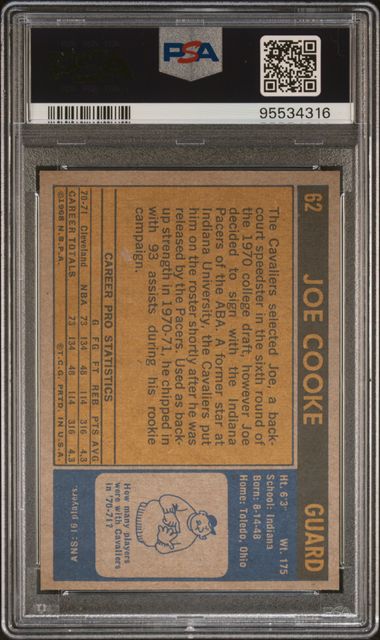 PSA
95534316
62 JOE COOKE GUARD
The Cavaliers selected Joe, a back-
court speedster in the sixth round of
the 1970 college draft, however Joe
decided to sign with the Indiana
Pacers of the ABA. A former star at
Indiana University, the Cavaliers put
him on the roster shortly after he was
released by the Pacers. Used as back-
up strength in 1970-71, he chipped in
with 93 assists during his rookie
campaign.
Ht. 6'3" Wt. 175
School: Indiana
Born: 8-14-48
Home: Toledo, Ohio
How many players
were with Cavaliers
in '70-71?
ANS: 19 players.
CAREER PRO STATISTICS
G FG FT REB PTS AVG
70-71 Cleveland NBA 73 134 48 114 316 4.3
CAREER TOTALS 73 134 48 114 316 4.3
©1968 N.B.P.A. ©T.C.G. PRTD. IN U.S.A.